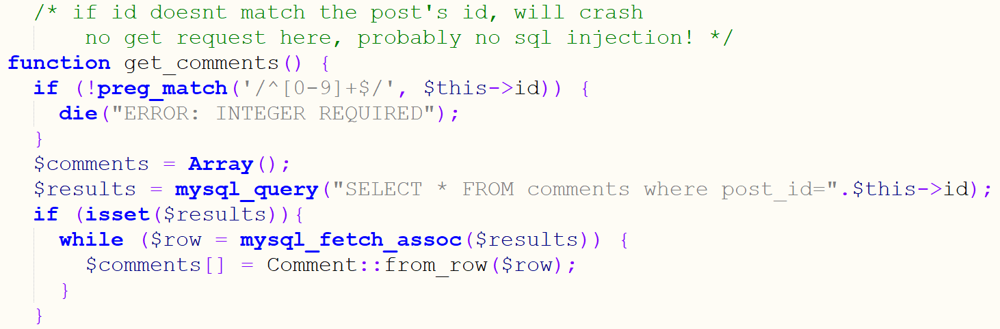 /* if id doesnt match the post's id, will crash
no get request here, probably no sql injection! */
function get_comments() {
if (!preg_match('/^[0-9]+$/', $this->id)) {
die("ERROR: INTEGER REQUIRED");
}
$comments = Array();
$results = mysql_query("SELECT * FROM comments where post_id=".$this->id);
if (isset($results)){
while ($row = mysql_fetch_assoc($results)) {
$comments[] = Comment::from_row($row);
}
}